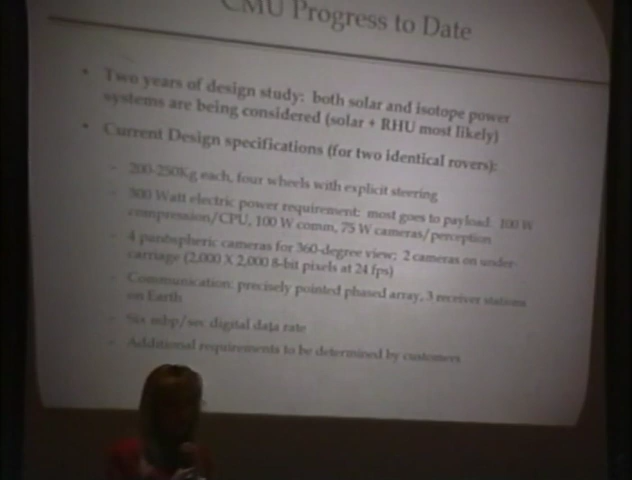 CMU Progress to Date
• Two years of design study: both solar and isotope power
systems are being considered (solar + RHU most likely)
• Current Design specifications (for two identical rovers):
- 200-250Kg each, four wheels with explicit steering
- 300 Watt electric power requirement: most goes to payload: 100 W
compression/CPU, 100 W comm, 75 W cameras/perception
- 4 panospheric cameras for 360-degree view; 2 cameras on under-
carriage (2,000 X 2,000 8-bit pixels at 24 fps)
- Communication: precisely pointed phased array, 3 receiver stations
on Earth
- Six mbp/sec digital data rate
- Additional requirements to be determined by customers